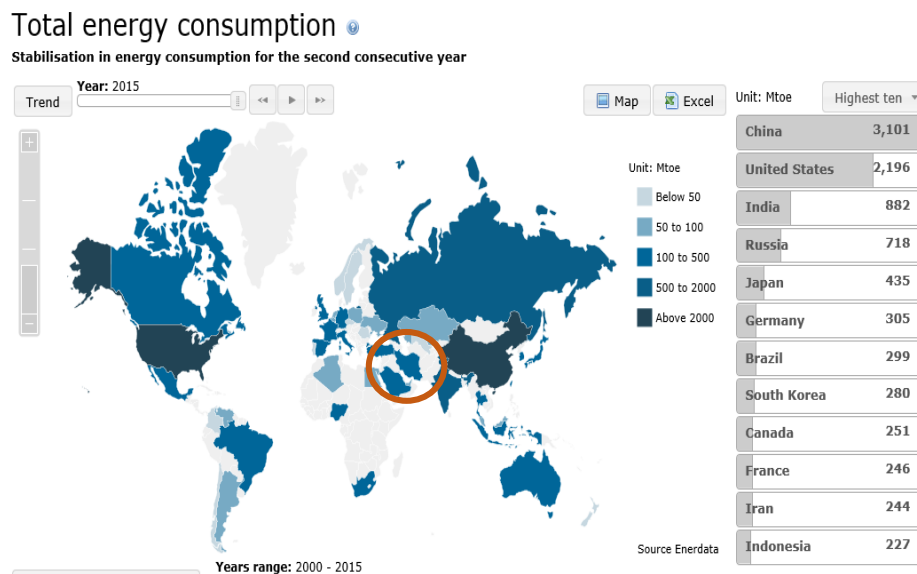 Total energy consumption
Stabilisation in energy consumption for the second consecutive year
Trend
Year: 2015
Map
Excel
Unit: Mtoe
Highest ten
China 3,101
United States 2,196
India 882
Russia 718
Japan 435
Germany 305
Brazil 299
South Korea 280
Canada 251
France 246
Iran 244
Indonesia 227
Unit: Mtoe
Below 50
50 to 100
100 to 500
500 to 2000
Above 2000
Source Enerdata
Years range: 2000 - 2015